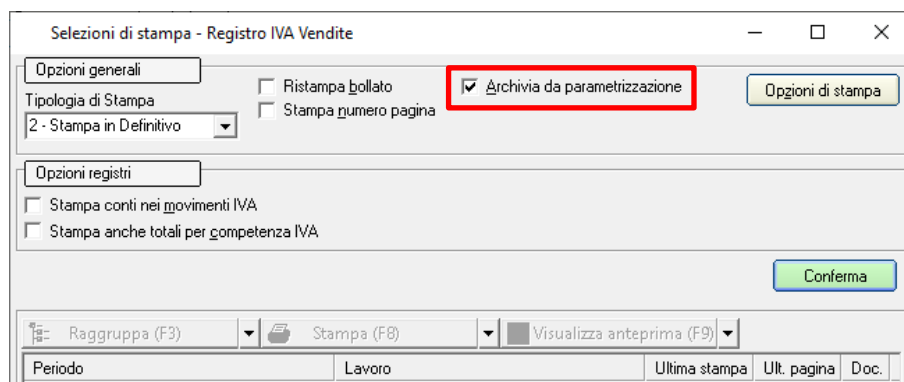 Selezioni di stampa - Registro IVA Vendite
Opzioni generali
Ristampa bollato
Archivia da parametrizzazione
Opzioni di stampa
Tipologia di Stampa
Stampa numero pagina
2 - Stampa in Definitivo
Opzioni registri
Stampa conti nei movimenti IVA
Stampa anche totali per competenza IVA
Conferma
Raggruppa (F3)
Stampa (F8)
Visualizza anteprima (F9)
Periodo
Lavoro
Ultima stampa
Ult. pagina
Doc.